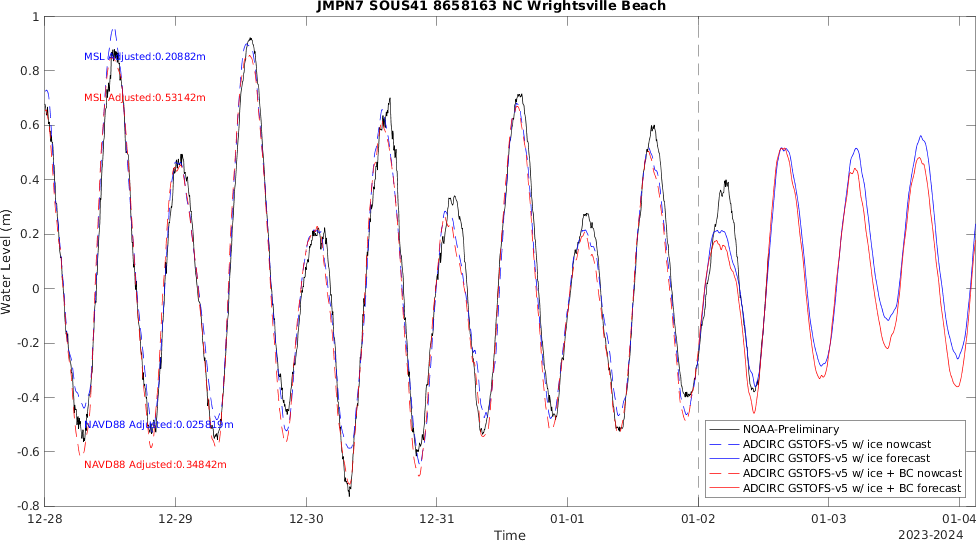 JMPN7 SOUS41 8658163 NC Wrightsville Beach
1
0.8
0.6
0.4
0.2
0
-0.2
-0.4
-0.6
-0.8
Water Level (m)
MSL Adjusted:0.20882m
MSL Adjusted:0.53142m
NAVD88 Adjusted:0.025819m
NAVD88 Adjusted:0.34842m
NOAA-Preliminary
ADCIRC GSTOFS-v5 w/ ice nowcast
ADCIRC GSTOFS-v5 w/ ice forecast
ADCIRC GSTOFS-v5 w/ ice + BC nowcast
ADCIRC GSTOFS-v5 w/ ice + BC forecast
12-28 12-29 12-30 12-31 01-01 01-02 01-03 01-04
Time
2023-2024